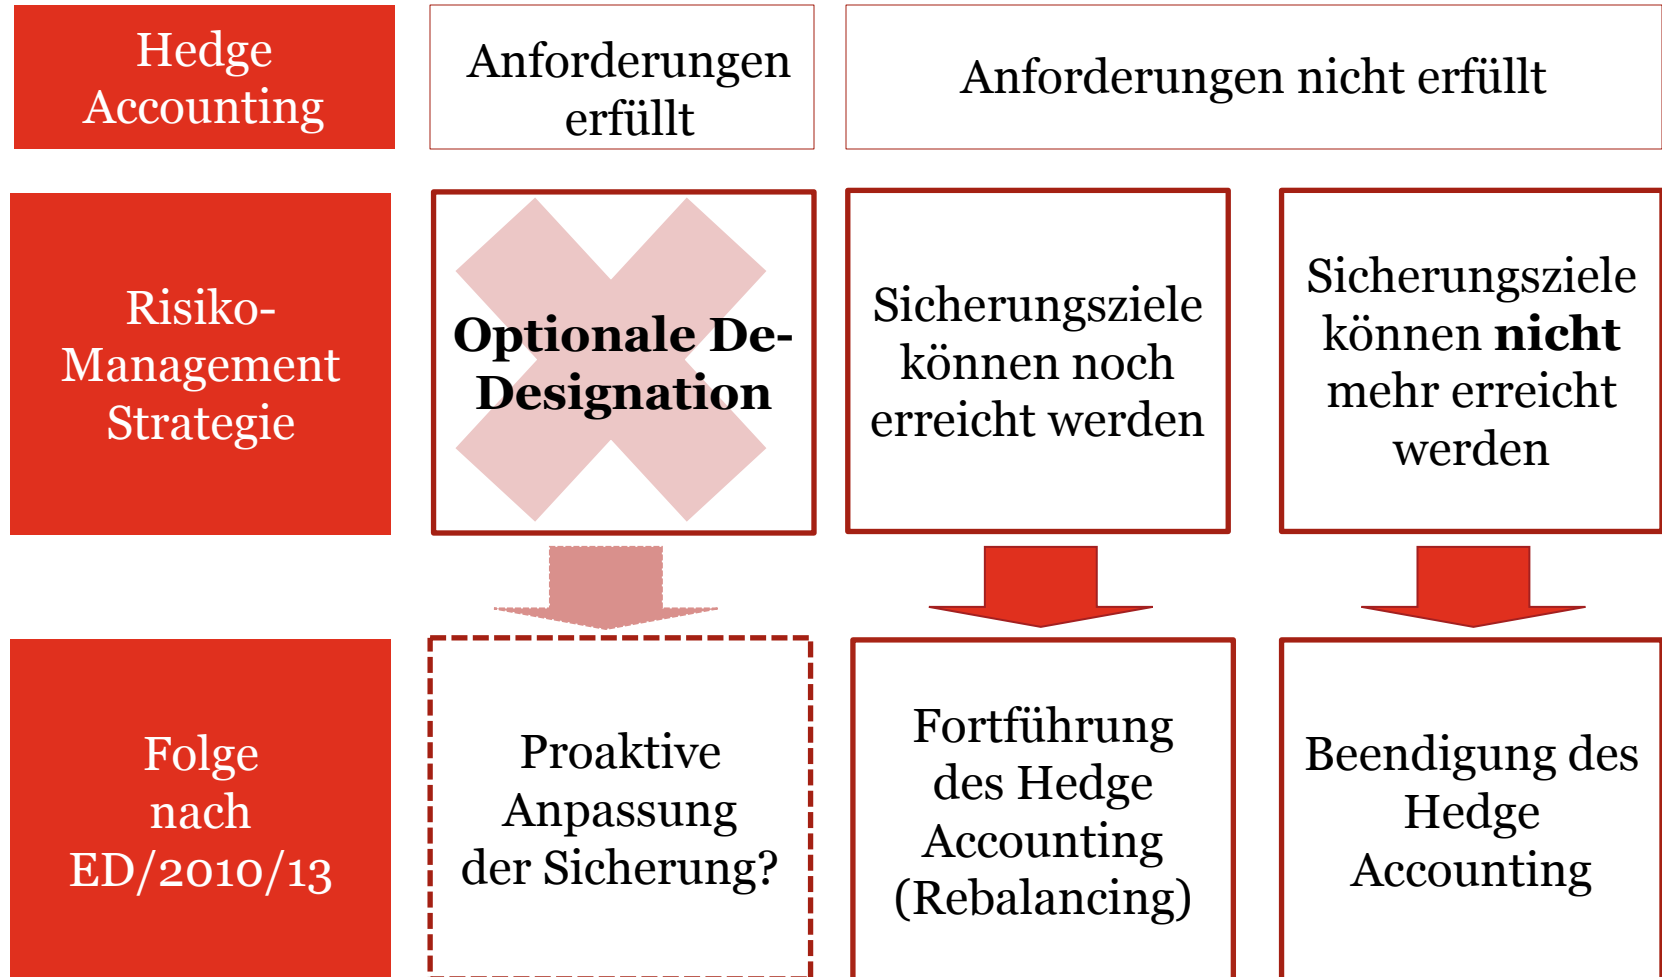 Hedge
Accounting
Anforderungen
erfüllt
Anforderungen nicht erfüllt
Risiko-
Management
Strategie
Optionale De-
Designation
Sicherungsziele
können noch
erreicht werden
Sicherungsziele
können nicht
mehr erreicht
werden
Folge
nach
ED/2010/13
Proaktive
Anpassung
der Sicherung?
Fortführung
des Hedge
Accounting
(Rebalancing)
Beendigung des
Hedge
Accounting